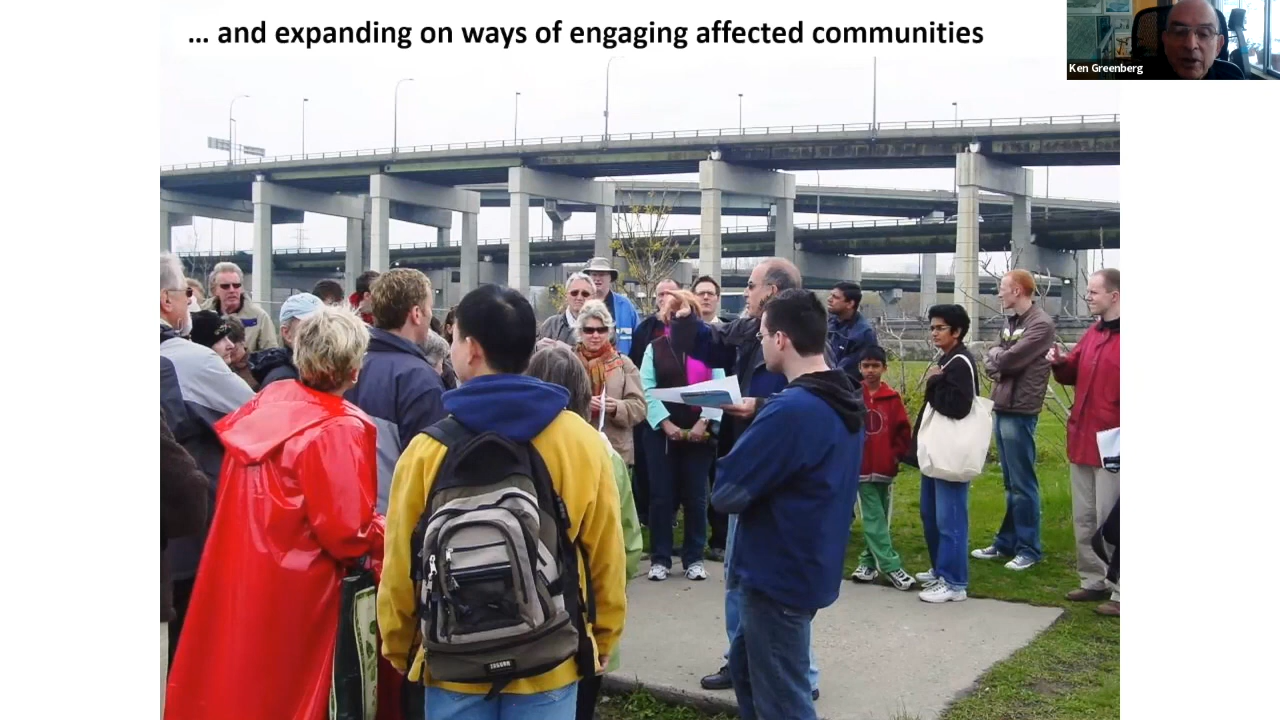 ... and expanding on ways of engaging affected communities
Ken Greenberg